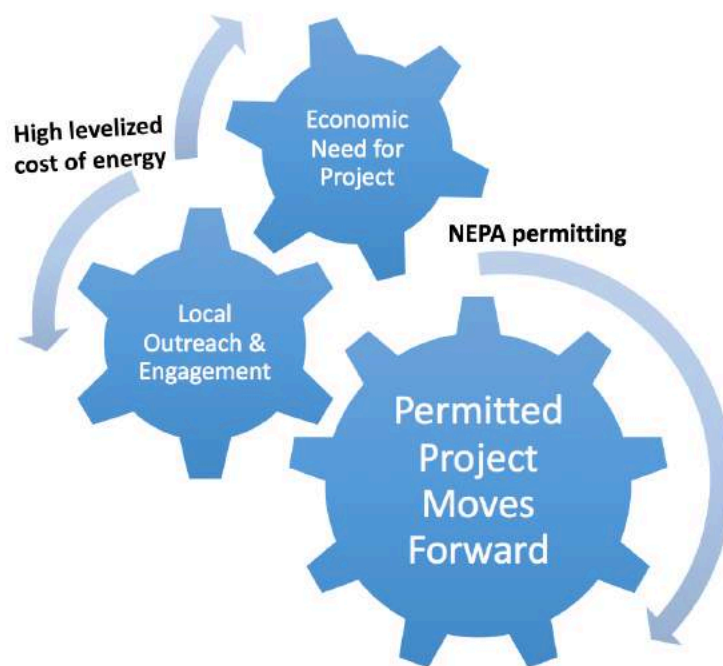 High levelized
cost of energy
Economic
Need for
Project
NEPA permitting
Local
Outreach &
Engagement
Permitted
Project
Moves
Forward